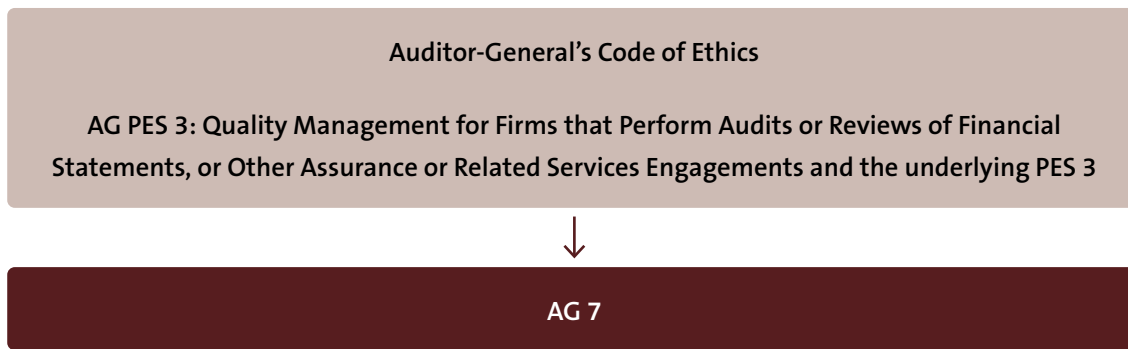 Auditor-General’s Code of Ethics
AG PES 3: Quality Management for Firms that Perform Audits or Reviews of Financial
Statements, or Other Assurance or Related Services Engagements and the underlying PES 3
AG 7